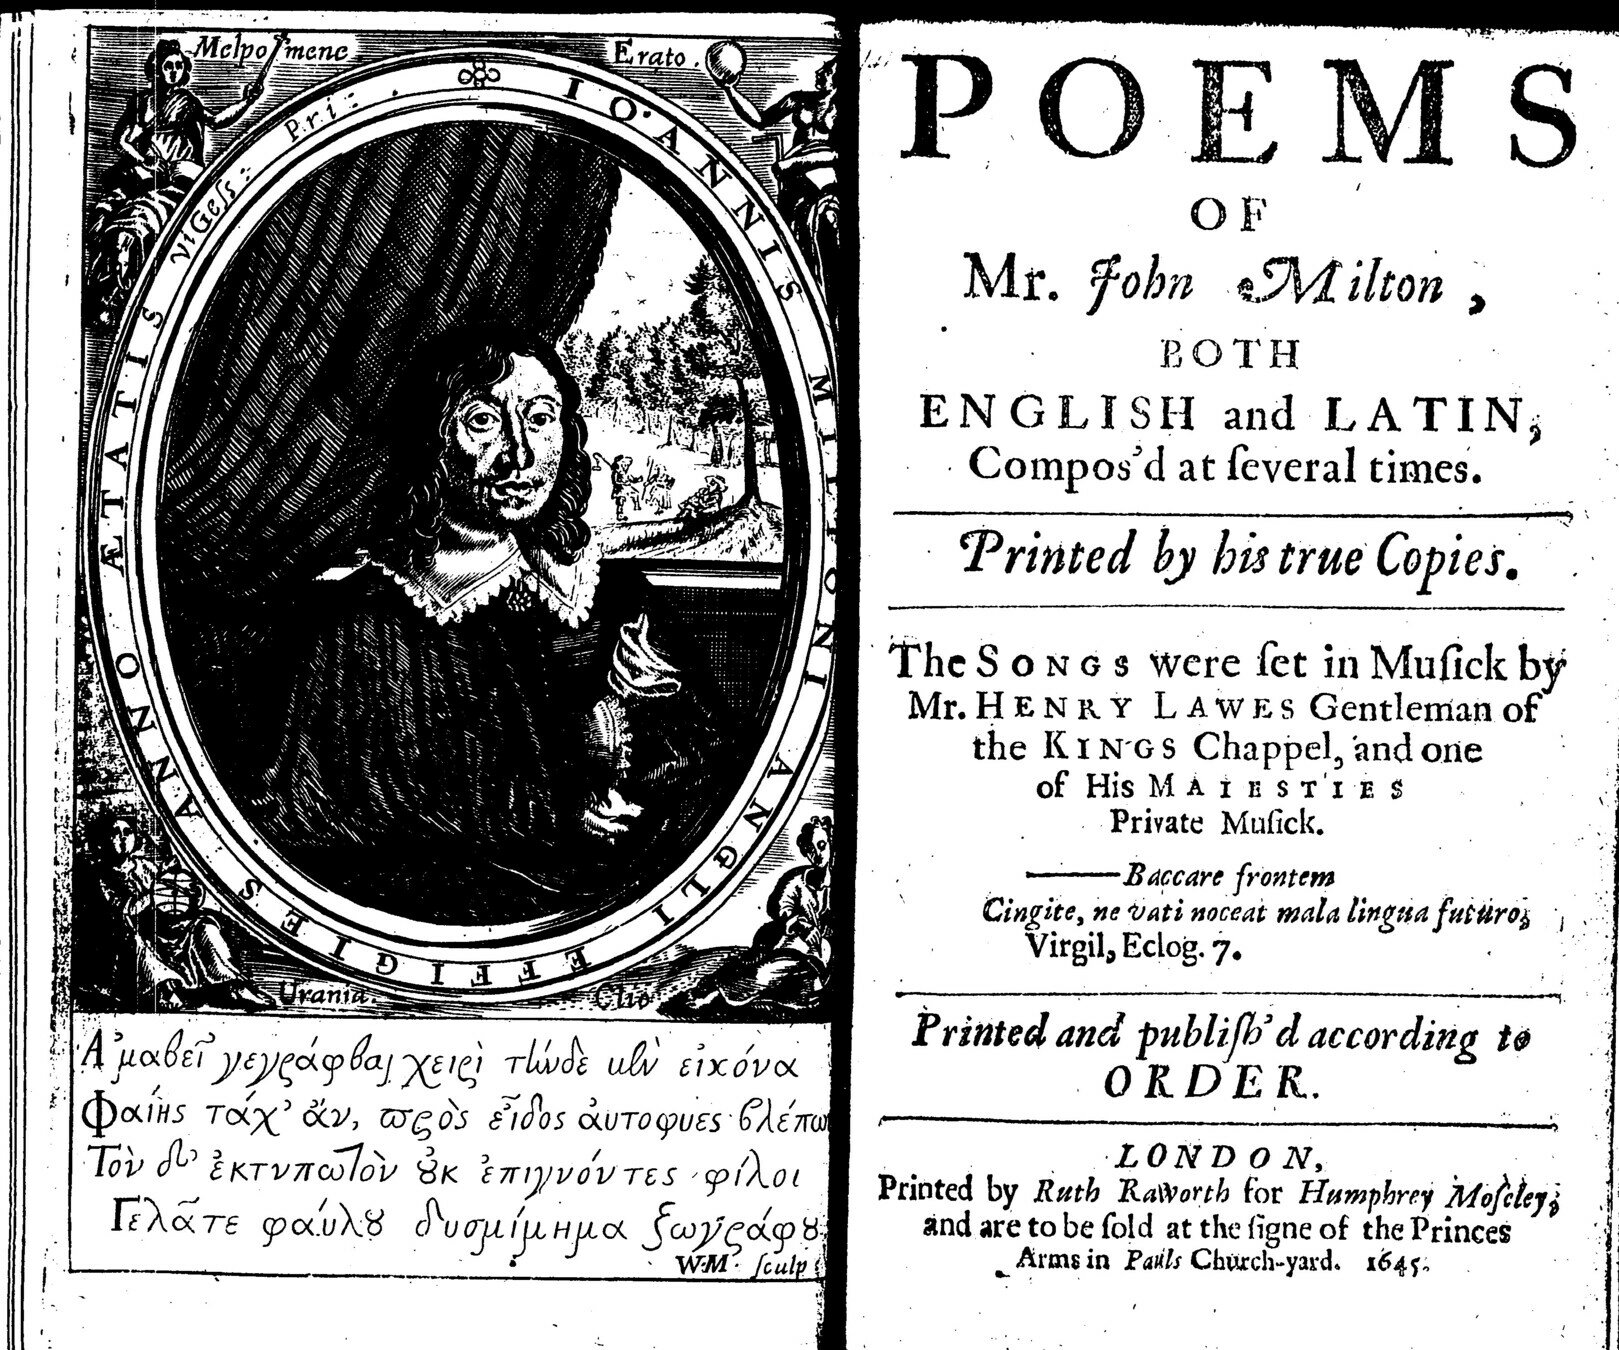 Melpomene
Erato.
IOANNIS MILTONI ANGLI EFFIGIES ANNO ÆTATIS viGeſs: Pri:
Urania.
Clio
Ἀμαθεῖ γεγράφθαι χειρὶ τήνδε μὲν εἰκόνα
Φαίης τάχ' ἄν, πρὸς εἶδος αὐτοφυὲς βλέπων
Τὸν δ' ἐκτυπωτὸν οὐκ ἐπιγνόντες φίλοι
Γελᾶτε φαύλου δυσμίμημα ζωγράφου
W.M. ſculp
POEMS
OF
Mr. John Milton,
BOTH
ENGLISH and LATIN,
Compos'd at ſeveral times.
Printed by his true Copies.
The SONGS were ſet in Muſick by
Mr. HENRY LAWES Gentleman of
the KINGS Chappel, and one
of His MAIESTIES
Private Muſick.
——Baccare frontem
Cingite, ne vati noceat mala lingua futuro,
Virgil, Eclog. 7.
Printed and publiſh'd according to
ORDER.
LONDON,
Printed by Ruth Raworth for Humphrey Moſeley,
and are to be ſold at the ſigne of the Princes
Arms in Pauls Church-yard. 1645.